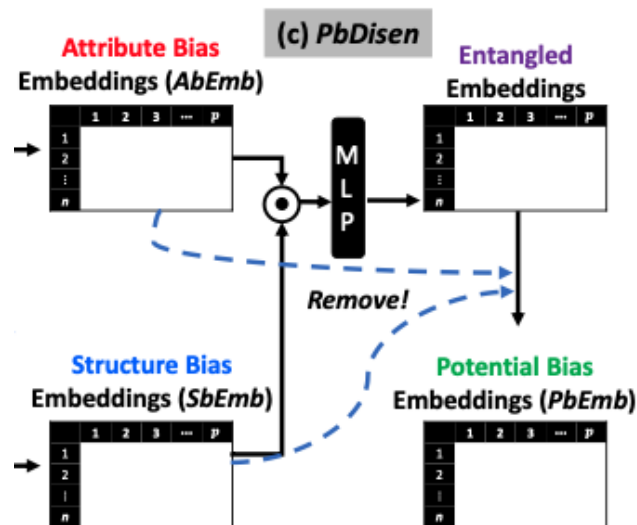 (c) PbDisen
Attribute Bias
Embeddings (AbEmb)
1 2 3 ... p
1
2
⋮
n
M
L
P
Entangled
Embeddings
1 2 3 ... p
1
2
⋮
n
Remove!
Structure Bias
Embeddings (SbEmb)
1 2 3 ... p
1
2
⋮
n
Potential Bias
Embeddings (PbEmb)
1 2 3 ... p
1
2
⋮
n